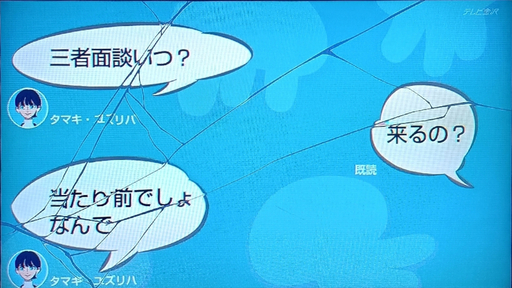 テレビ金沢
三者面談いつ？
タマキ・ユズリハ
来るの？
既読
当たり前でしょ
なんで
タマキ・ユズリハ